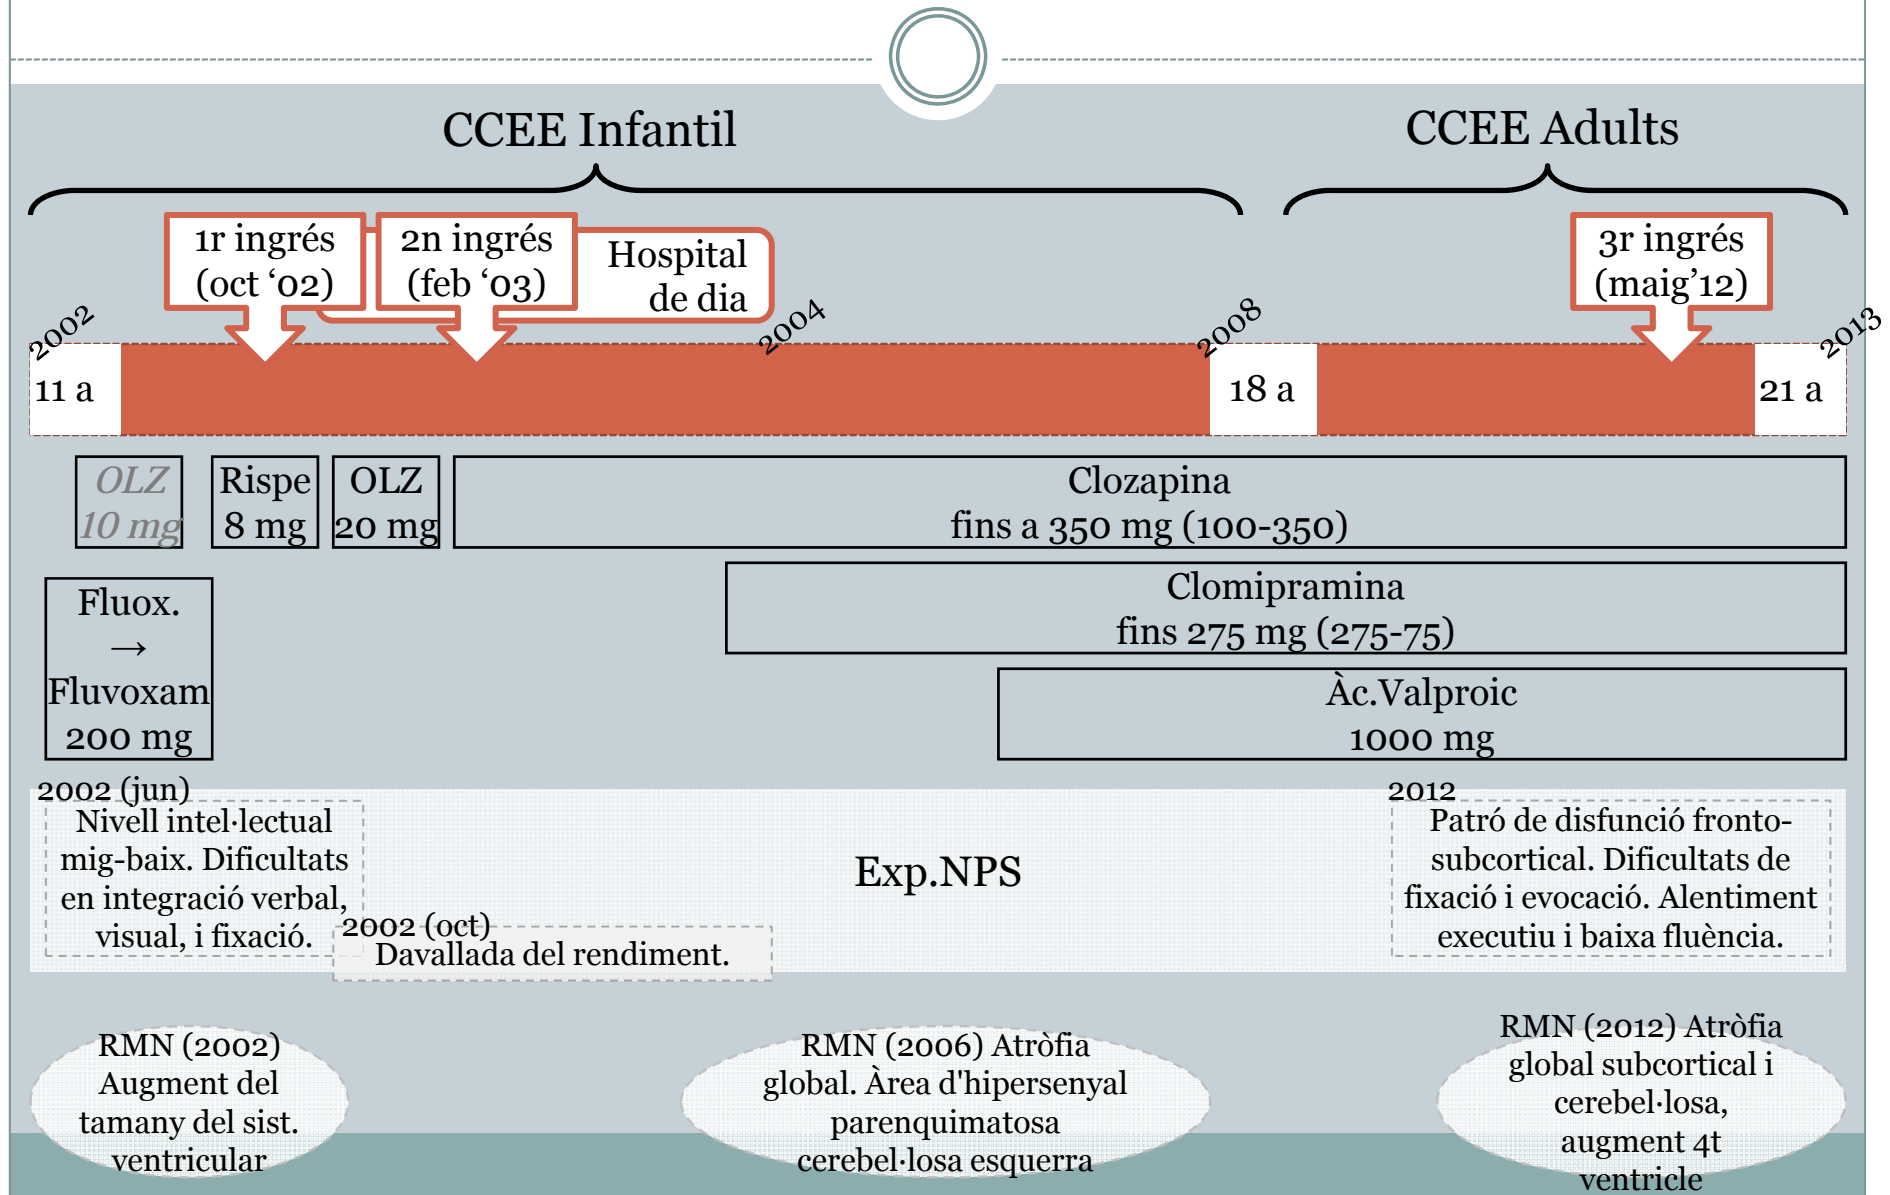 CCEE Infantil
CCEE Adults
1r ingrés
(oct ‘02)
2n ingrés
(feb ‘03)
Hospital
de dia
3r ingrés
(maig’12)
2002
2004
2008
2013
11 a
18 a
21 a
OLZ
10 mg
Rispe
8 mg
OLZ
20 mg
Clozapina
fins a 350 mg (100-350)
Clomipramina
fins 275 mg (275-75)
Fluox.
→
Fluvoxam
200 mg
Àc.Valproic
1000 mg
2002 (jun)
Nivell intel·lectual
mig-baix. Dificultats
en integració verbal,
visual, i fixació.
2002 (oct)
Davallada del rendiment.
Exp.NPS
2012
Patró de disfunció fronto-
subcortical. Dificultats de
fixació i evocació. Alentiment
executiu i baixa fluència.
RMN (2002)
Augment del
tamany del sist.
ventricular
RMN (2006) Atròfia
global. Àrea d'hipersenyal
parenquimatosa
cerebel·losa esquerra
RMN (2012) Atròfia
global subcortical i
cerebel·losa,
augment 4t
ventricle